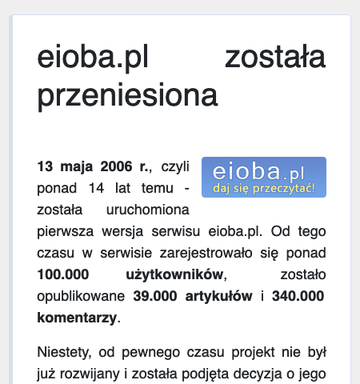 eioba.pl została
przeniesiona
13 maja 2006 r., czyli
ponad 14 lat temu -
została uruchomiona
eioba.pl
daj się przeczytać!
pierwsza wersja serwisu eioba.pl. Od tego
czasu w serwisie zarejestrowało się ponad
100.000 użytkowników, zostało
opublikowane 39.000 artykułów i 340.000
komentarzy.
Niestety, od pewnego czasu projekt nie był
już rozwijany i została podjęta decyzja o jego